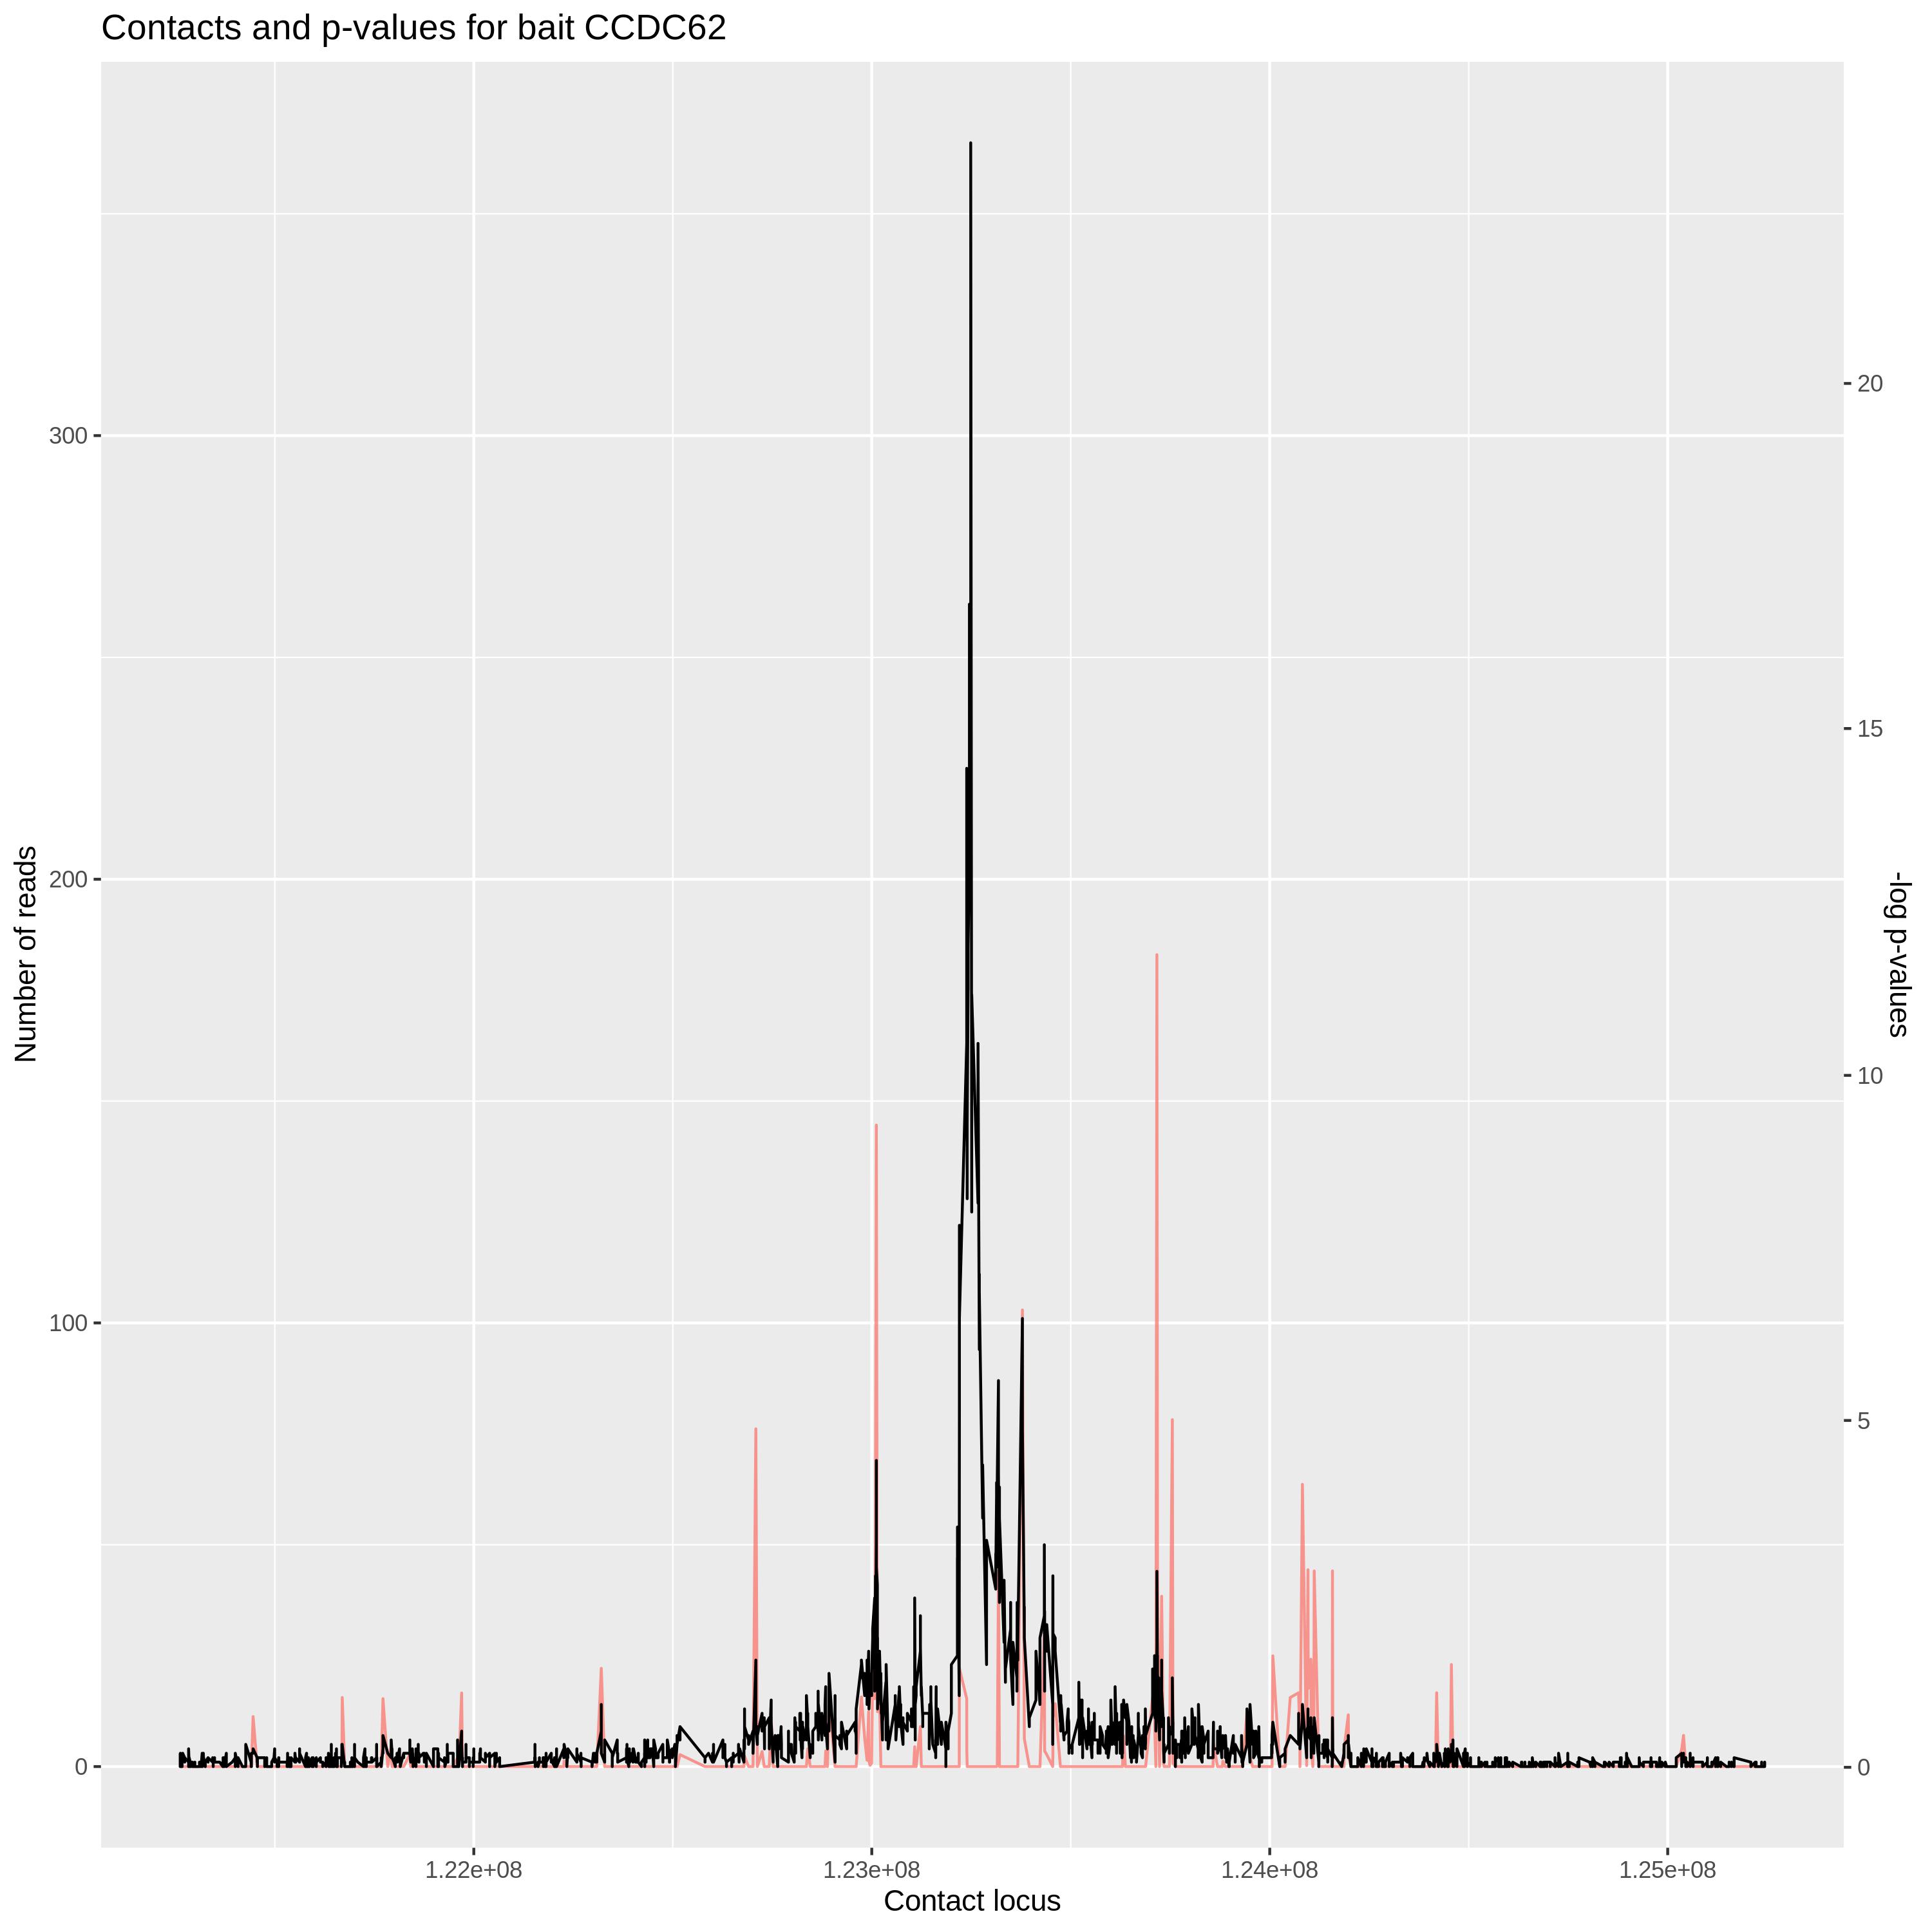 Contacts and p-values for bait CCDC62
Number of reads
300
200
100
0
20
15
10
5
0
-log p-values
1.22e+08
1.23e+08
1.24e+08
1.25e+08
Contact locus